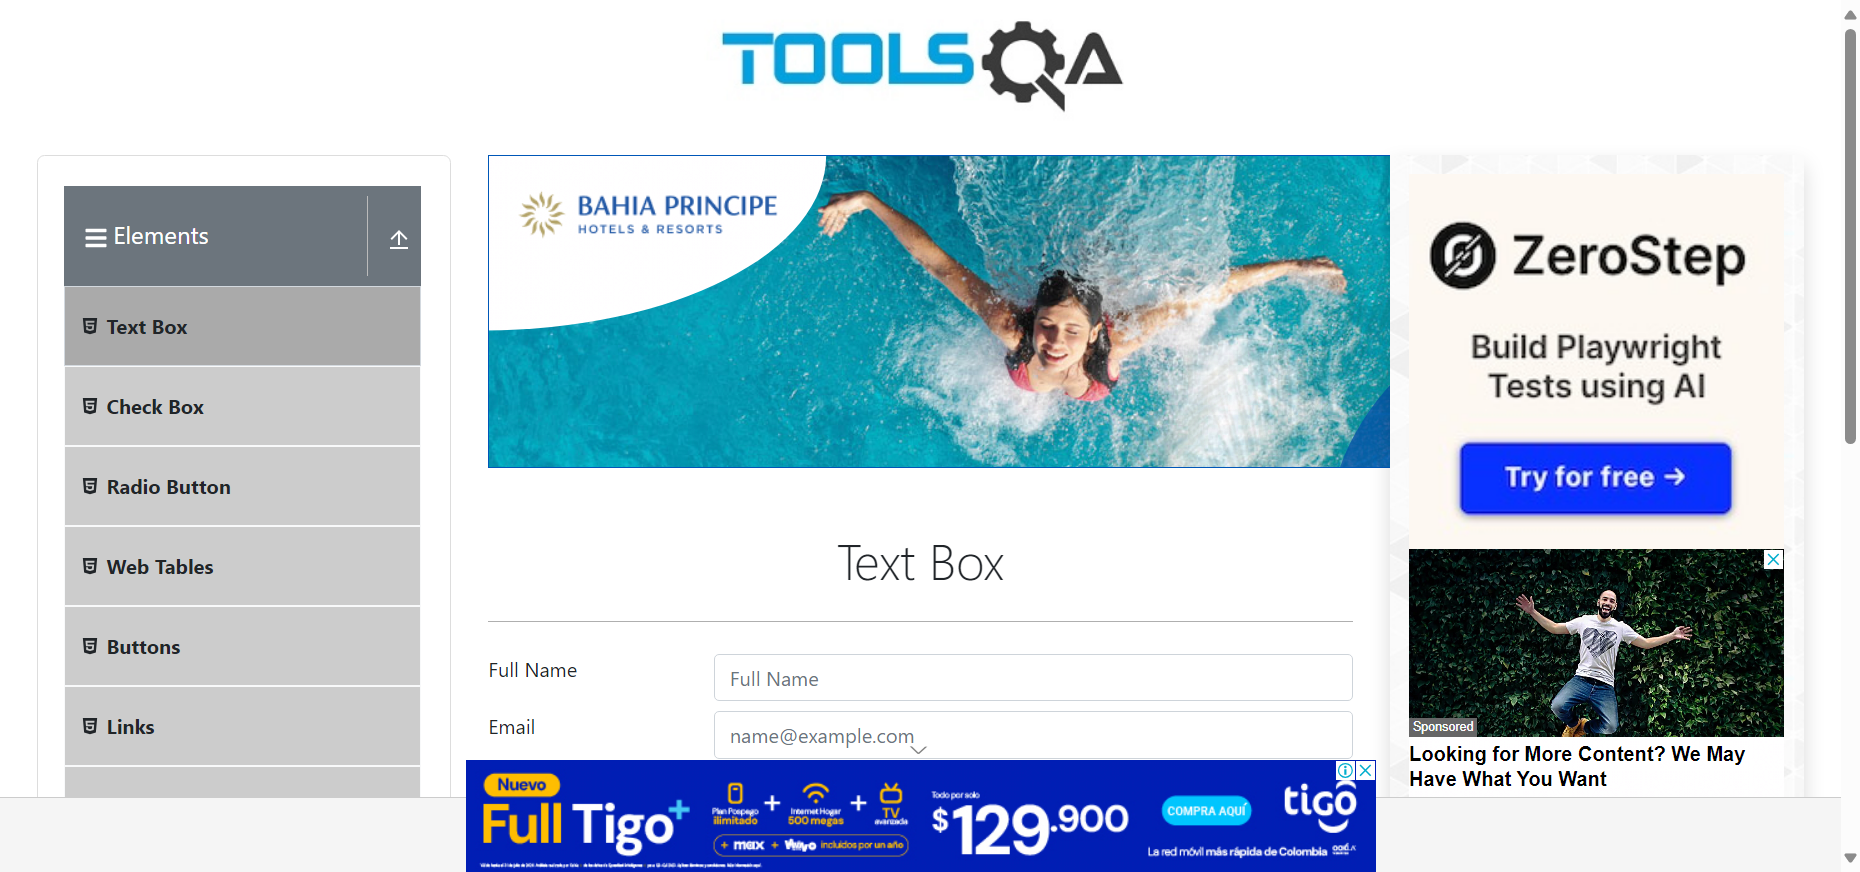 TOOLSQA
Elements
Text Box
Check Box
Radio Button
Web Tables
Buttons
Links
BAHIA PRINCIPE
HOTELS & RESORTS
Text Box
Full Name
Full Name
Email
name@example.com
ZeroStep
Build Playwright
Tests using AI
Try for free →
Sponsored
Looking for More Content? We May
Have What You Want
Nuevo
Full Tigo+
Plan Pospago
ilimitado
+
Internet Hogar
500 megas
+
TV
avanzada
+ max + Vix incluidos por un año
Todo por solo
$129.900
COMPRA AQUÍ
tigo
La red móvil más rápida de Colombia